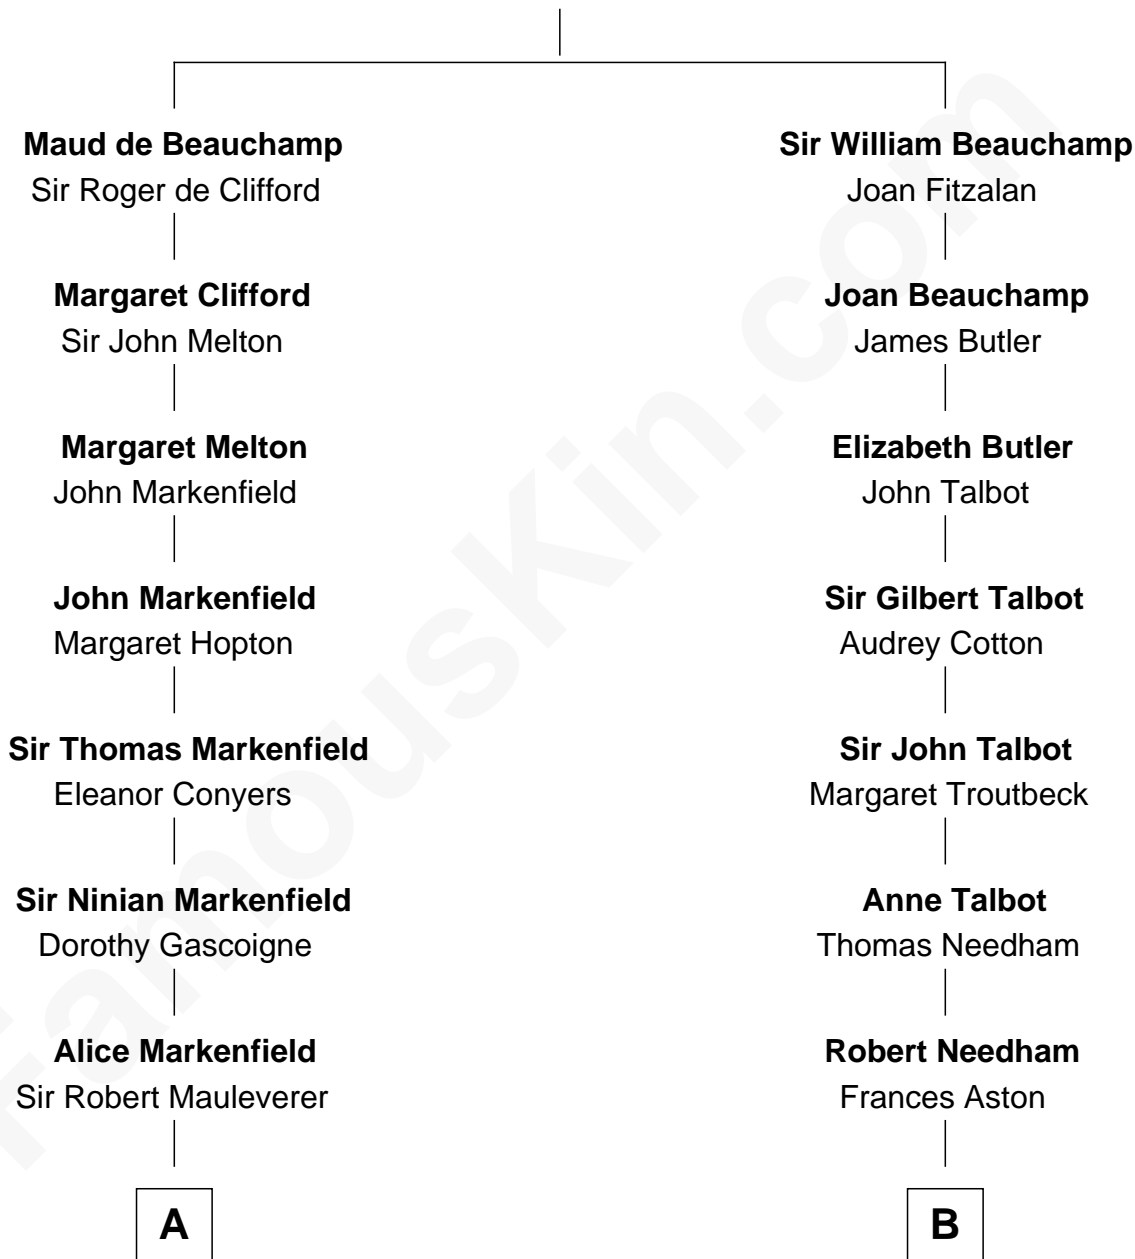 Maud de Beauchamp
Sir Roger de Clifford
Margaret Clifford
Sir John Melton
Margaret Melton
John Markenfield
John Markenfield
Margaret Hopton
Sir Thomas Markenfield
Eleanor Conyers
Sir Ninian Markenfield
Dorothy Gascoigne
Alice Markenfield
Sir Robert Mauleverer
A
Sir William Beauchamp
Joan Fitzalan
Joan Beauchamp
James Butler
Elizabeth Butler
John Talbot
Sir Gilbert Talbot
Audrey Cotton
Sir John Talbot
Margaret Troutbeck
Anne Talbot
Thomas Needham
Robert Needham
Frances Aston
B
FamousKin.com